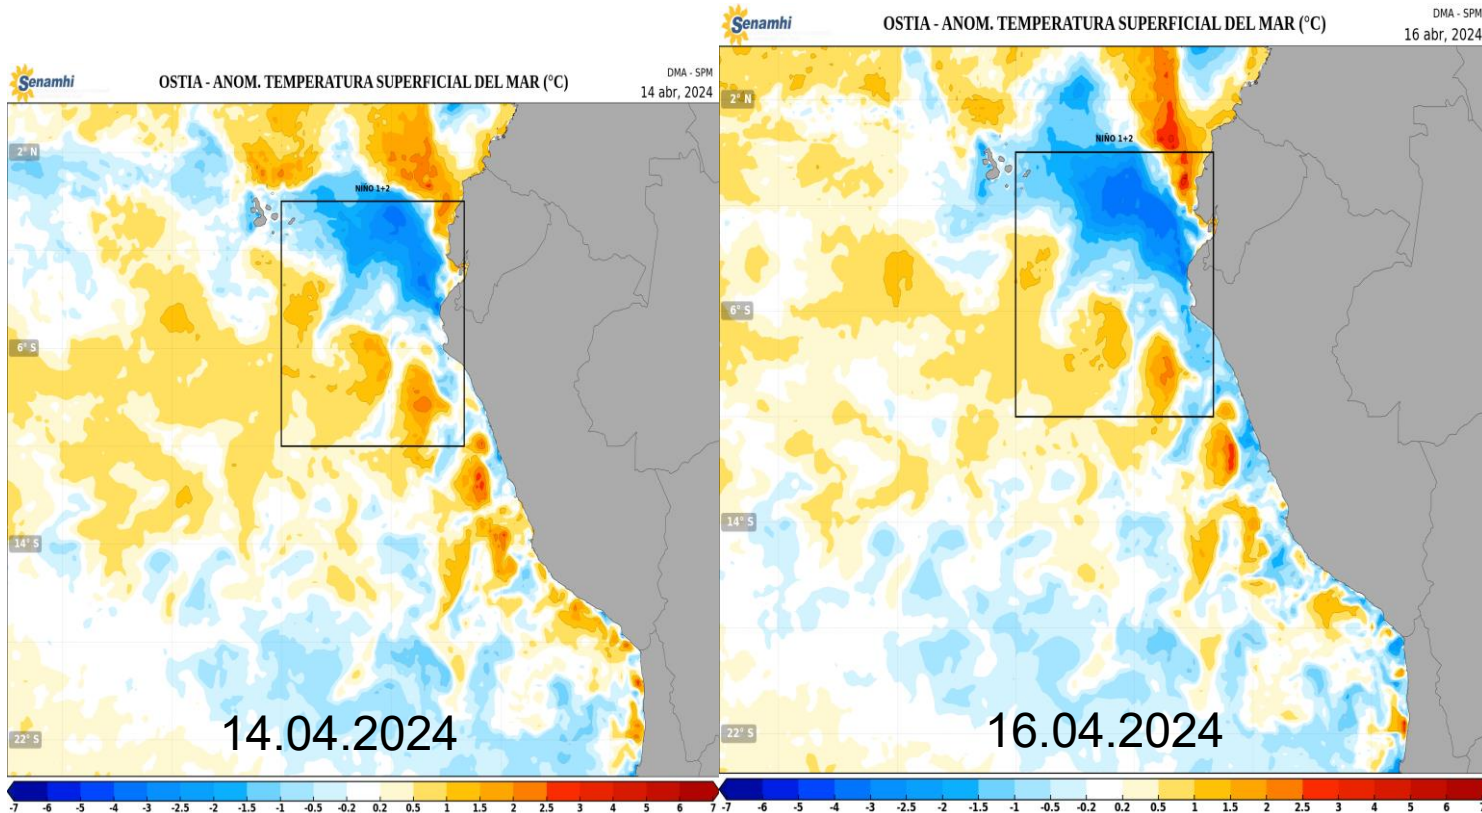 Senamhi
OSTIA - ANOM. TEMPERATURA SUPERFICIAL DEL MAR (°C)
DMA - SPM
14 abr, 2024
2° N
NIÑO 1+2
6° S
14° S
22° S
14.04.2024
-7 -6 -5 -4 -3 -2.5 -2 -1.5 -1 -0.5 -0.2 0.2 0.5 1 1.5 2 2.5 3 4 5 6 7
Senamhi
OSTIA - ANOM. TEMPERATURA SUPERFICIAL DEL MAR (°C)
DMA - SPM
16 abr, 2024
2° N
NIÑO 1+2
6° S
14° S
22° S
16.04.2024
-7 -6 -5 -4 -3 -2.5 -2 -1.5 -1 -0.5 -0.2 0.2 0.5 1 1.5 2 2.5 3 4 5 6 7